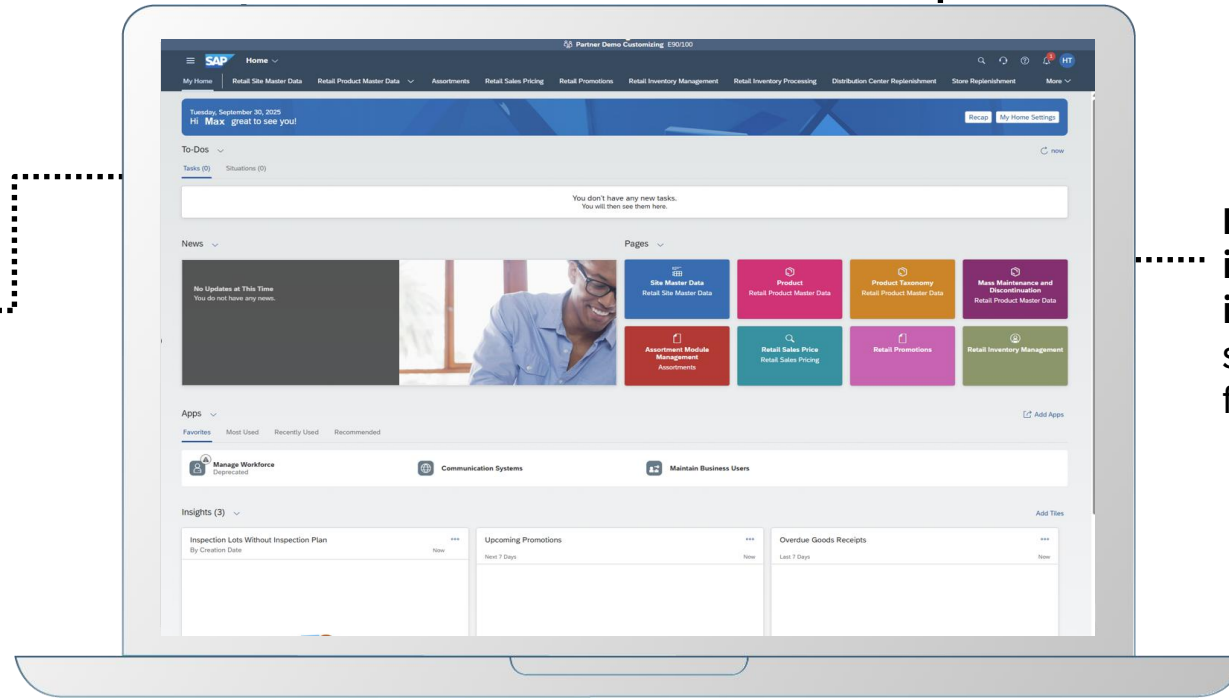 Partner Demo Customizing E90/100
SAP Home
HT
My Home Retail Site Master Data Retail Product Master Data Assortments Retail Sales Pricing Retail Promotions Retail Inventory Management Retail Inventory Processing Distribution Center Replenishment Store Replenishment More
Tuesday, September 30, 2025
Hi Max great to see you!
Recap My Home Settings
To-Dos
now
Tasks (0) Situations (0)
You don't have any new tasks.
You will then see them here.
News
Pages
No Updates at This Time
You do not have any news.
Site Master Data
Retail Site Master Data
Product
Retail Product Master Data
Product Taxonomy
Retail Product Master Data
Mass Maintenance and
Discontinuation
Retail Product Master Data
Assortment Module
Management
Assortments
Retail Sales Price
Retail Sales Pricing
Retail Promotions
Retail Inventory Management
Apps
Add Apps
Favorites Most Used Recently Used Recommended
Manage Workforce
Deprecated
Communication Systems
Maintain Business Users
Insights (3)
Add Tiles
Inspection Lots Without Inspection Plan
By Creation Date
Now
Upcoming Promotions
Next 7 Days
Now
Overdue Goods Receipts
Last 7 Days
Now